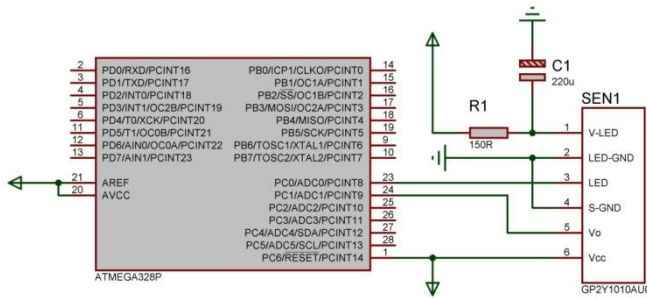 2 PD0/RXD/PCINT16
3 PD1/TXD/PCINT17
4 PD2/INT0/PCINT18
5 PD3/INT1/OC2B/PCINT19
6 PD4/T0/XCK/PCINT20
11 PD5/T1/OC0B/PCINT21
12 PD6/AIN0/OC0A/PCINT22
13 PD7/AIN1/PCINT23
21 AREF
20 AVCC
PB0/ICP1/CLKO/PCINT0 14
PB1/OC1A/PCINT1 15
PB2/SS/OC1B/PCINT2 16
PB3/MOSI/OC2A/PCINT3 17
PB4/MISO/PCINT4 18
PB5/SCK/PCINT5 19
PB6/TOSC1/XTAL1/PCINT6 9
PB7/TOSC2/XTAL2/PCINT7 10
PC0/ADC0/PCINT8 23
PC1/ADC1/PCINT9 24
PC2/ADC2/PCINT10 25
PC3/ADC3/PCINT11 26
PC4/ADC4/SDA/PCINT12 27
PC5/ADC5/SCL/PCINT13 28
PC6/RESET/PCINT14 1
ATMEGA328P
R1
150R
C1
220u
SEN1
1 V-LED
2 LED-GND
3 LED
4 S-GND
5 Vo
6 Vcc
GP2Y1010AU0